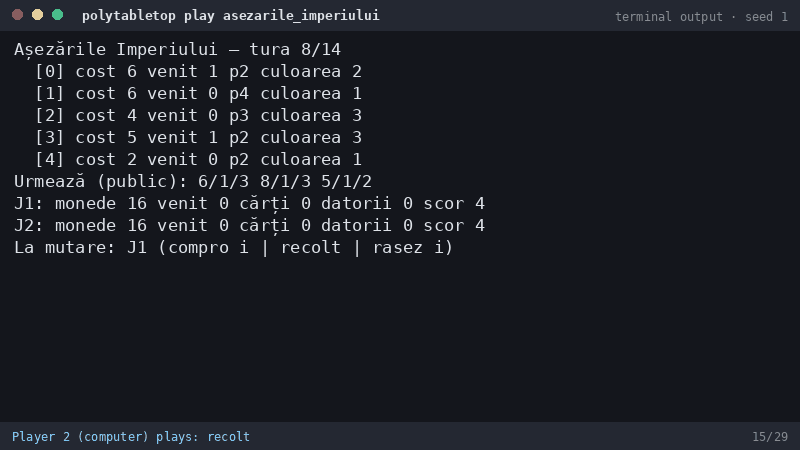 polytabletop play asezarile_imperiului
terminal output · seed 1
Așezările Imperiului — tura 8/14
[0] cost 6 venit 1 p2 culoarea 2
[1] cost 6 venit 0 p4 culoarea 1
[2] cost 4 venit 0 p3 culoarea 3
[3] cost 5 venit 1 p2 culoarea 3
[4] cost 2 venit 0 p2 culoarea 1
Urmează (public): 6/1/3 8/1/3 5/1/2
J1: monede 16 venit 0 cărți 0 datorii 0 scor 4
J2: monede 16 venit 0 cărți 0 datorii 0 scor 4
La mutare: J1 (compro i | recolt | rasez i)
Player 2 (computer) plays: recolt
15/29